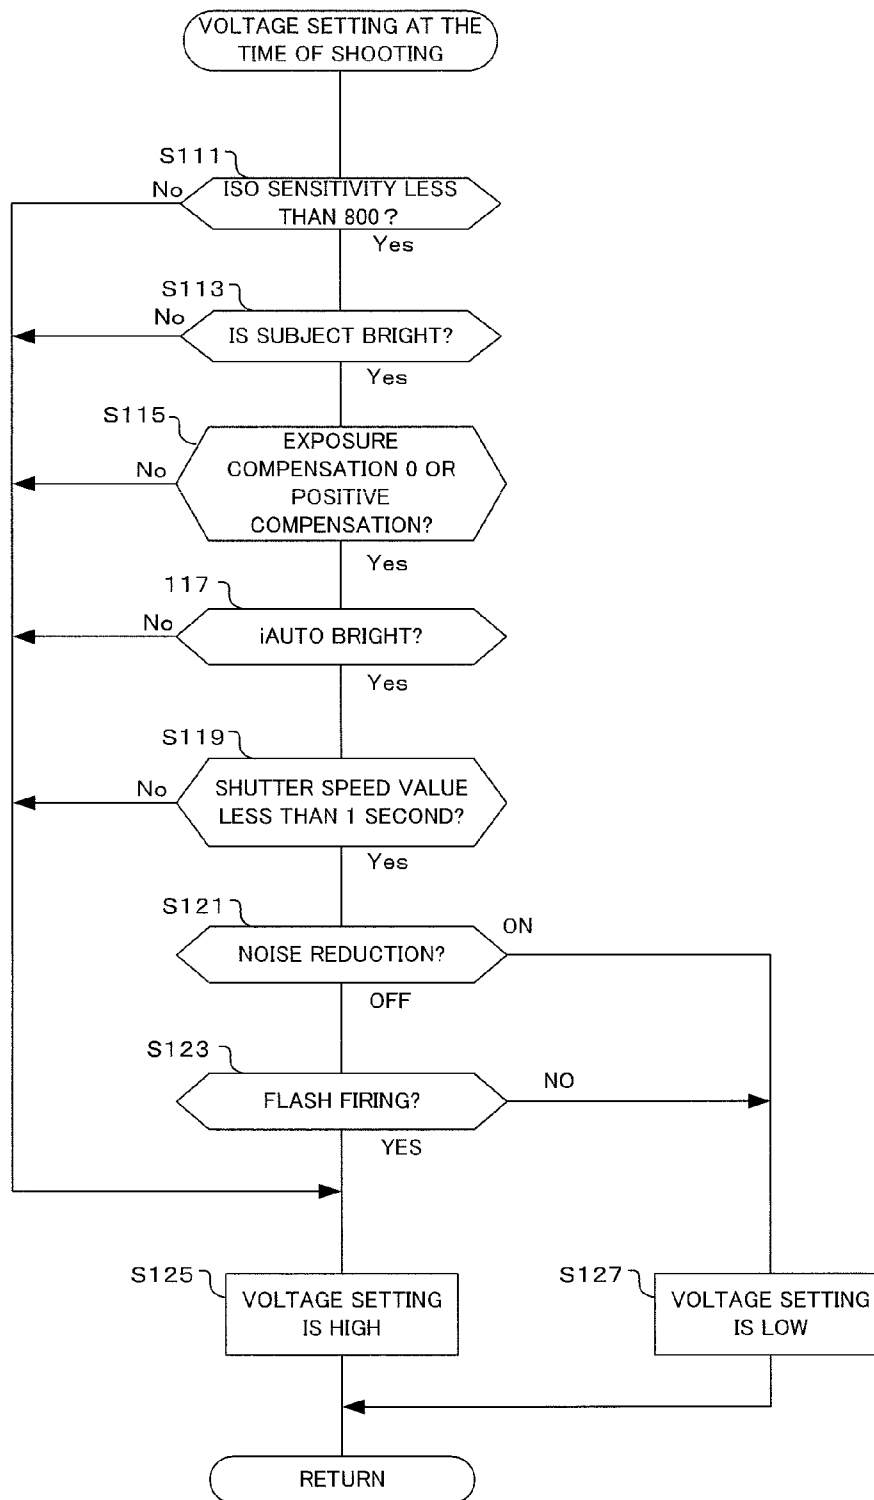 VOLTAGE SETTING AT THE
TIME OF SHOOTING
S111
No
ISO SENSITIVITY LESS
THAN 800?
Yes
S113
No
IS SUBJECT BRIGHT?
Yes
S115
No
EXPOSURE
COMPENSATION 0 OR
POSITIVE
COMPENSATION?
Yes
117
No
iAUTO BRIGHT?
Yes
S119
No
SHUTTER SPEED VALUE
LESS THAN 1 SECOND?
Yes
S121
ON
NOISE REDUCTION?
OFF
S123
NO
FLASH FIRING?
YES
S125
VOLTAGE SETTING
IS HIGH
S127
VOLTAGE SETTING
IS LOW
RETURN